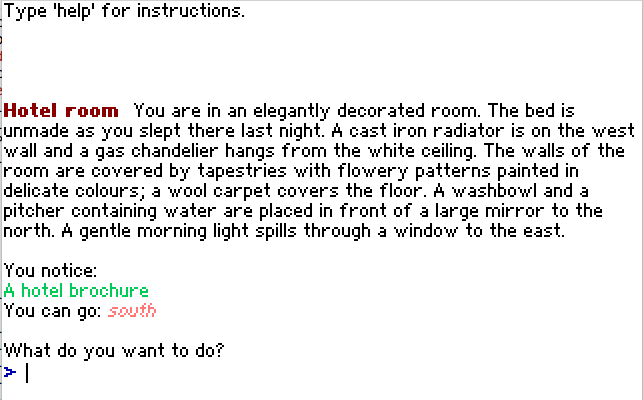 Type 'help' for instructions.
Hotel room You are in an elegantly decorated room. The bed is
unmade as you slept there last night. A cast iron radiator is on the west
wall and a gas chandelier hangs from the white ceiling. The walls of the
room are covered by tapestries with flowery patterns painted in
delicate colours; a wool carpet covers the floor. A washbowl and a
pitcher containing water are placed in front of a large mirror to the
north. A gentle morning light spills through a window to the east.
You notice:
A hotel brochure
You can go: south
What do you want to do?
>